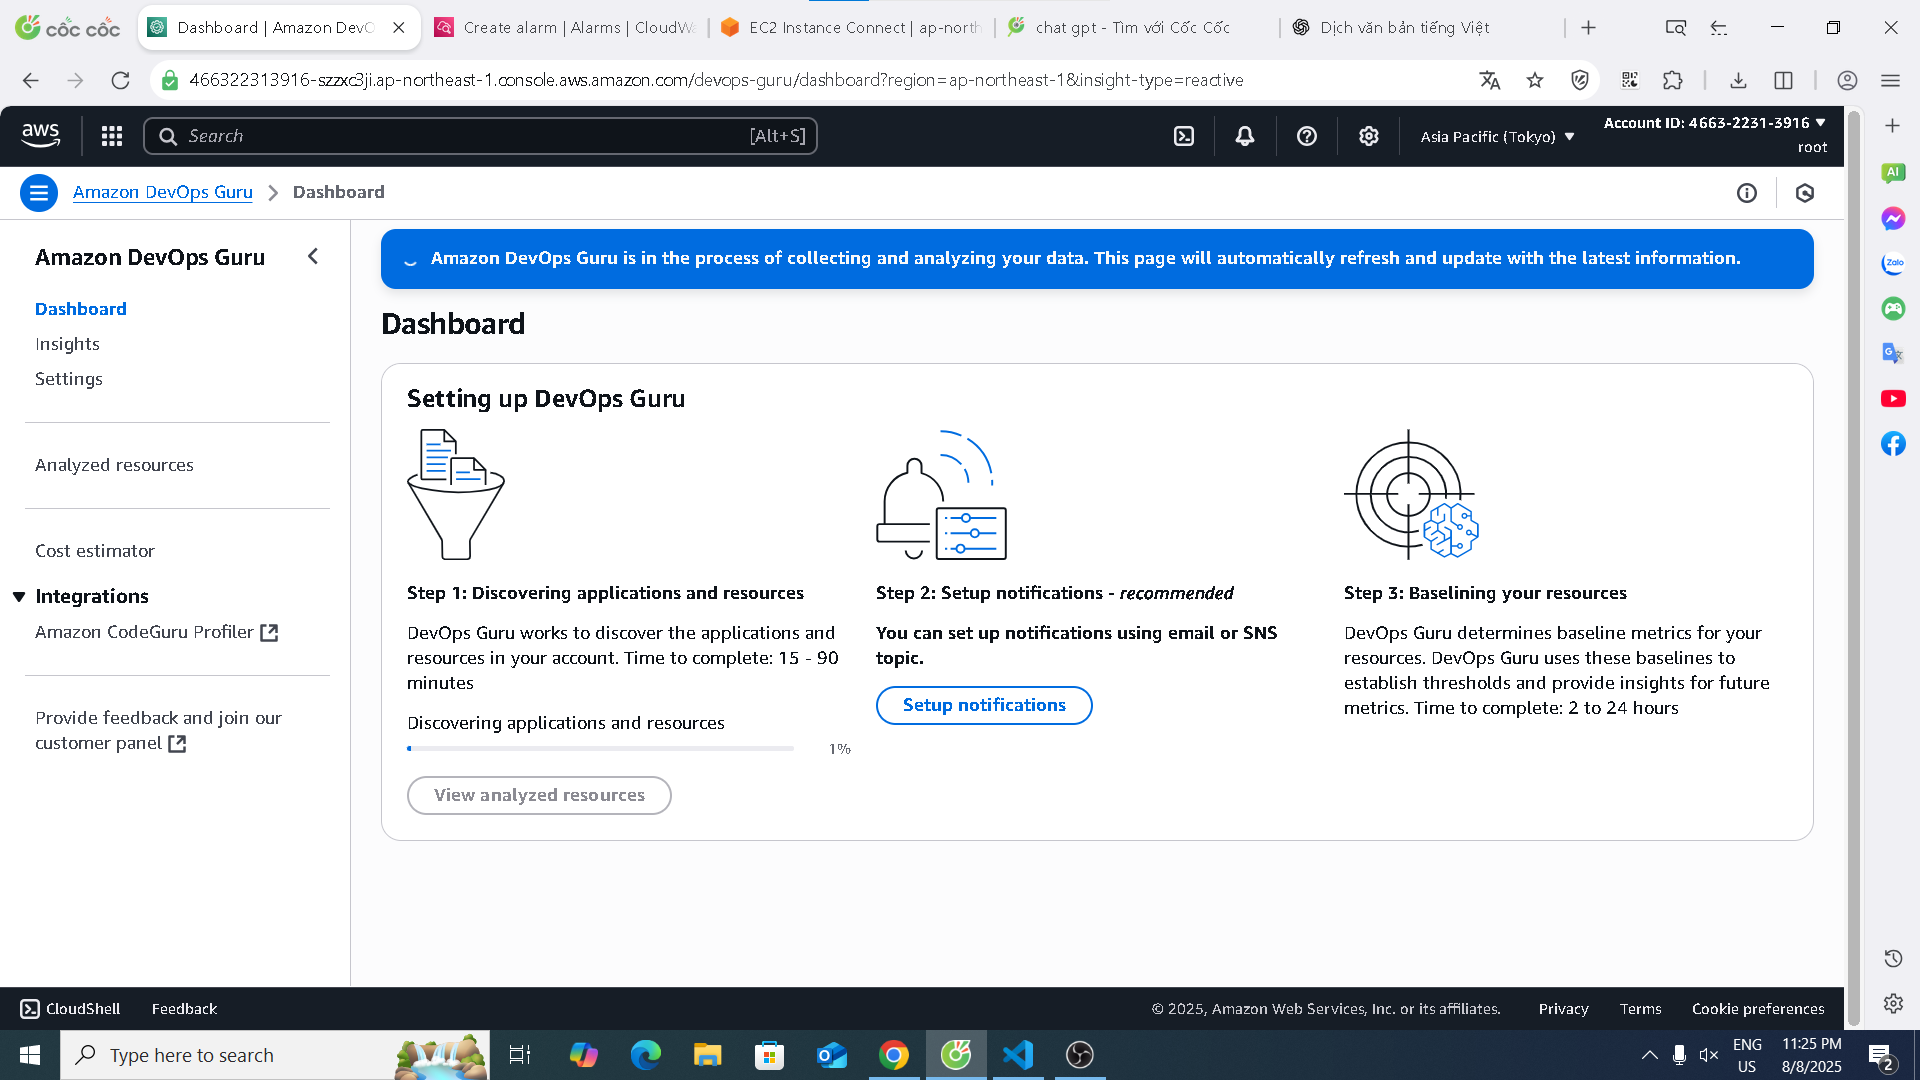 cốc cốc
Dashboard | Amazon DevO
Create alarm | Alarms | CloudWa
EC2 Instance Connect | ap-north
chat gpt - Tìm với Cốc Cốc
Dịch văn bản tiếng Việt
466322313916-szzxc3ji.ap-northeast-1.console.aws.amazon.com/devops-guru/dashboard?region=ap-northeast-1&insight-type=reactive
aws
Search
[Alt+S]
Asia Pacific (Tokyo)
Account ID: 4663-2231-3916
root
Amazon DevOps Guru
Dashboard
Amazon DevOps Guru
Dashboard
Insights
Settings
Analyzed resources
Cost estimator
Integrations
Amazon CodeGuru Profiler
Provide feedback and join our
customer panel
Amazon DevOps Guru is in the process of collecting and analyzing your data. This page will automatically refresh and update with the latest information.
Dashboard
Setting up DevOps Guru
Step 1: Discovering applications and resources
DevOps Guru works to discover the applications and
resources in your account. Time to complete: 15 - 90
minutes
Discovering applications and resources
1%
View analyzed resources
Step 2: Setup notifications - recommended
You can set up notifications using email or SNS
topic.
Setup notifications
Step 3: Baselining your resources
DevOps Guru determines baseline metrics for your
resources. DevOps Guru uses these baselines to
establish thresholds and provide insights for future
metrics. Time to complete: 2 to 24 hours
AI
Zalo
CloudShell
Feedback
© 2025, Amazon Web Services, Inc. or its affiliates.
Privacy
Terms
Cookie preferences
Type here to search
ENG
US
11:25 PM
8/8/2025
2